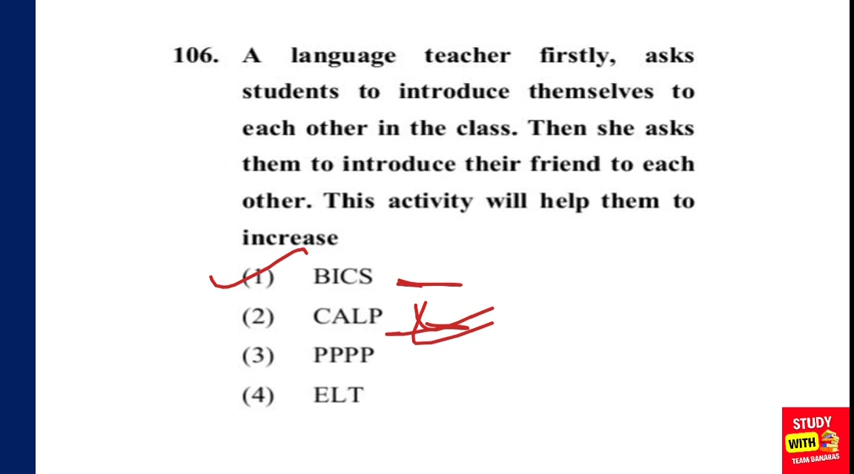 106. A language teacher firstly, asks
students to introduce themselves to
each other in the class. Then she asks
them to introduce their friend to each
other. This activity will help them to
increase
(1) BICS
(2) CALP
(3) PPPP
(4) ELT
STUDY
WITH
TEAM BANARAS